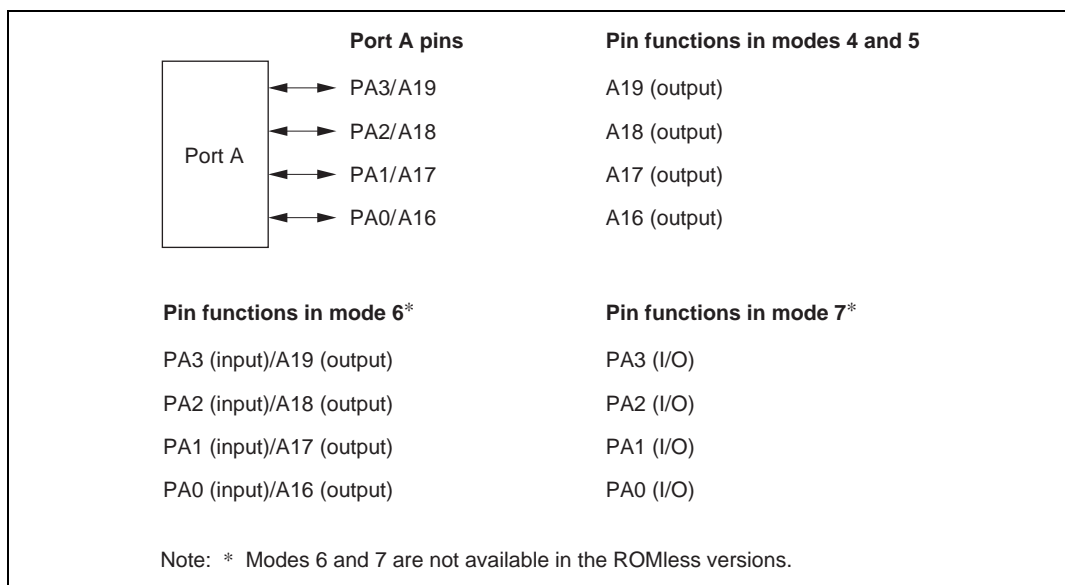 Port A pins Pin functions in modes 4 and 5
PA3/A19 A19 (output)
PA2/A18 A18 (output)
Port A
PA1/A17 A17 (output)
PA0/A16 A16 (output)
Pin functions in mode 6* Pin functions in mode 7*
PA3 (input)/A19 (output) PA3 (I/O)
PA2 (input)/A18 (output) PA2 (I/O)
PA1 (input)/A17 (output) PA1 (I/O)
PA0 (input)/A16 (output) PA0 (I/O)
Note: * Modes 6 and 7 are not available in the ROMless versions.